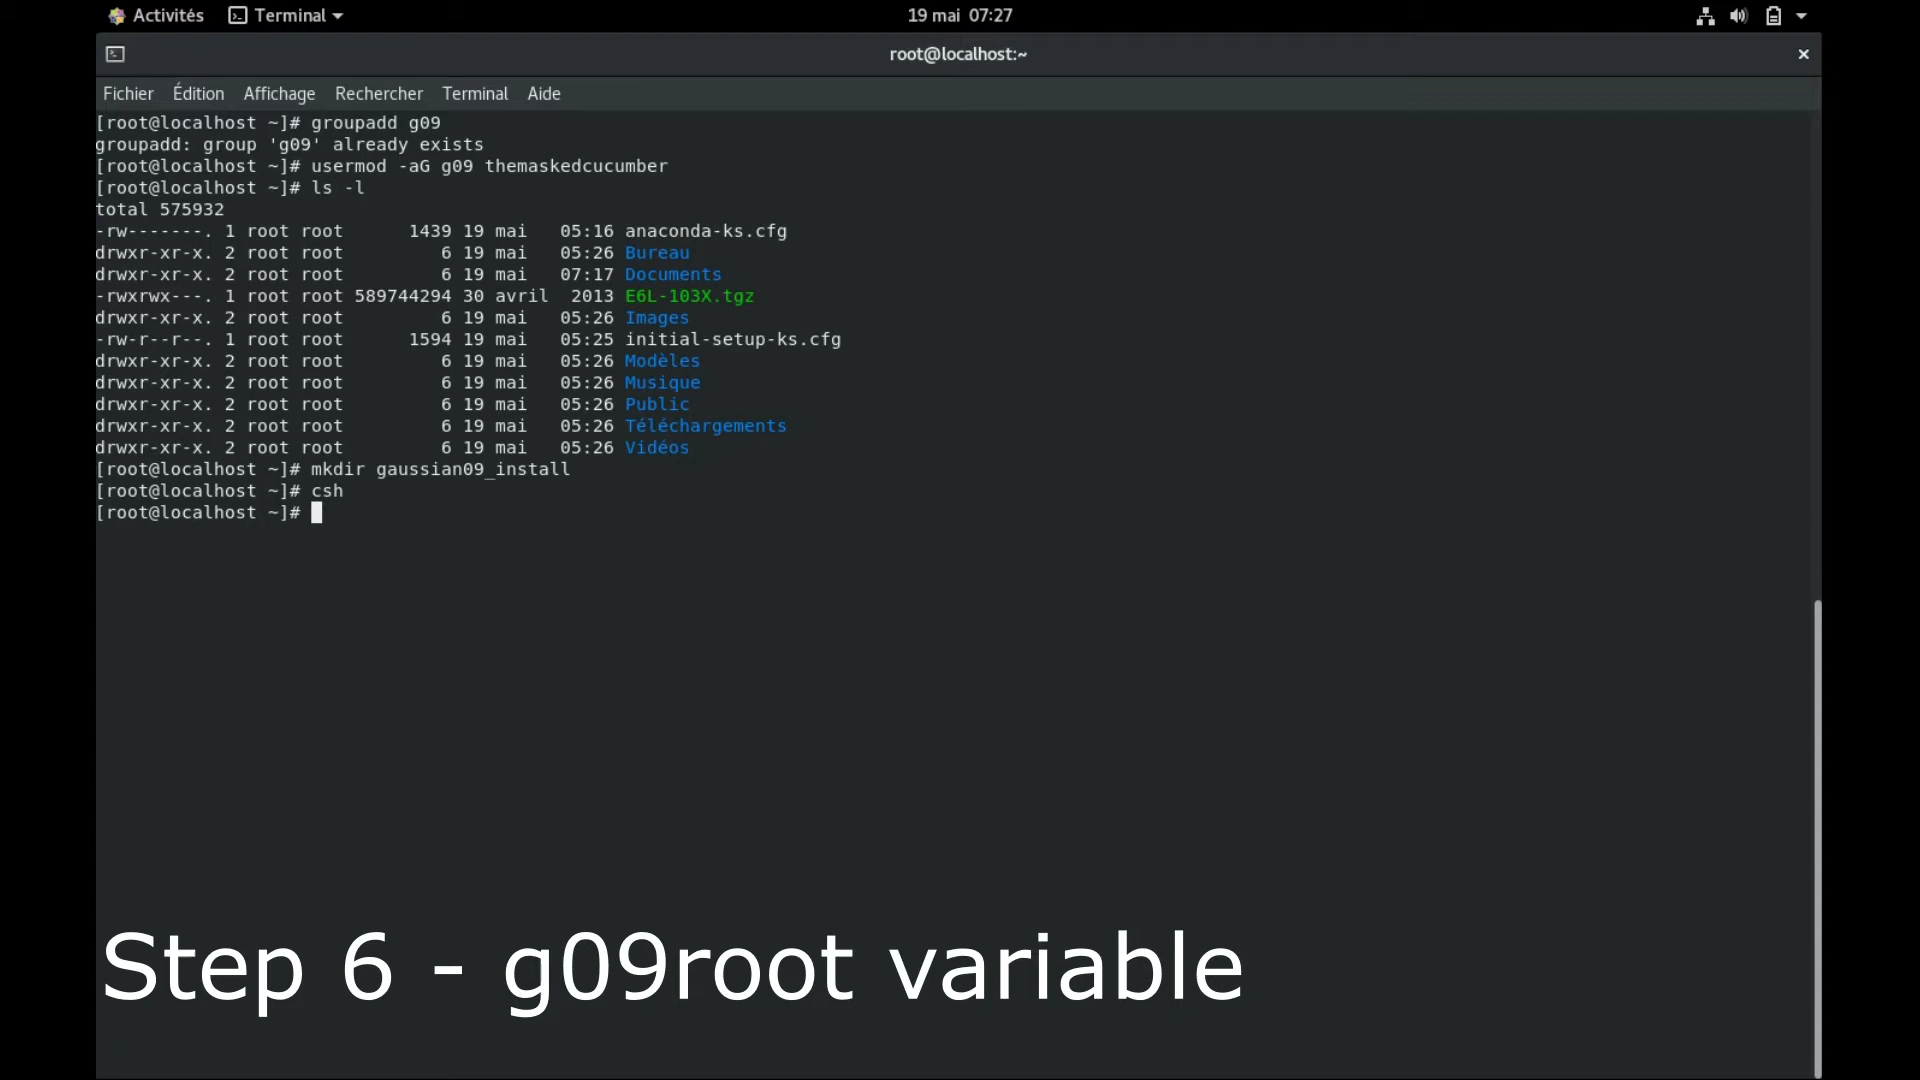 Activités Terminal 19 mai 07:27
root@localhost:~
Fichier Édition Affichage Rechercher Terminal Aide
[root@localhost ~]# groupadd g09
groupadd: group 'g09' already exists
[root@localhost ~]# usermod -aG g09 themaskedcucumber
[root@localhost ~]# ls -l
total 575932
-rw-------. 1 root root      1439 19 mai   05:16 anaconda-ks.cfg
drwxr-xr-x. 2 root root         6 19 mai   05:26 Bureau
drwxr-xr-x. 2 root root         6 19 mai   07:17 Documents
-rwxrwx---. 1 root root 589744294 30 avril  2013 E6L-103X.tgz
drwxr-xr-x. 2 root root         6 19 mai   05:26 Images
-rw-r--r--. 1 root root      1594 19 mai   05:25 initial-setup-ks.cfg
drwxr-xr-x. 2 root root         6 19 mai   05:26 Modèles
drwxr-xr-x. 2 root root         6 19 mai   05:26 Musique
drwxr-xr-x. 2 root root         6 19 mai   05:26 Public
drwxr-xr-x. 2 root root         6 19 mai   05:26 Téléchargements
drwxr-xr-x. 2 root root         6 19 mai   05:26 Vidéos
[root@localhost ~]# mkdir gaussian09_install
[root@localhost ~]# csh
[root@localhost ~]#
Step 6 - g09root variable